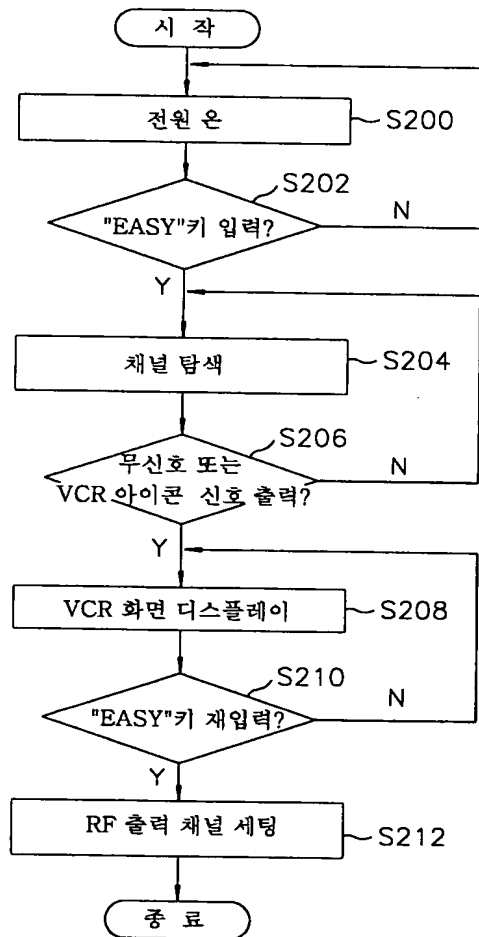 시 작
전원 온
S200
S202
"EASY"키 입력?
N
Y
채널 탐색
S204
S206
무신호 또는
VCR 아이콘 신호 출력?
N
Y
VCR 화면 디스플레이
S208
S210
"EASY"키 재입력?
N
Y
RF 출력 채널 세팅
S212
종 료